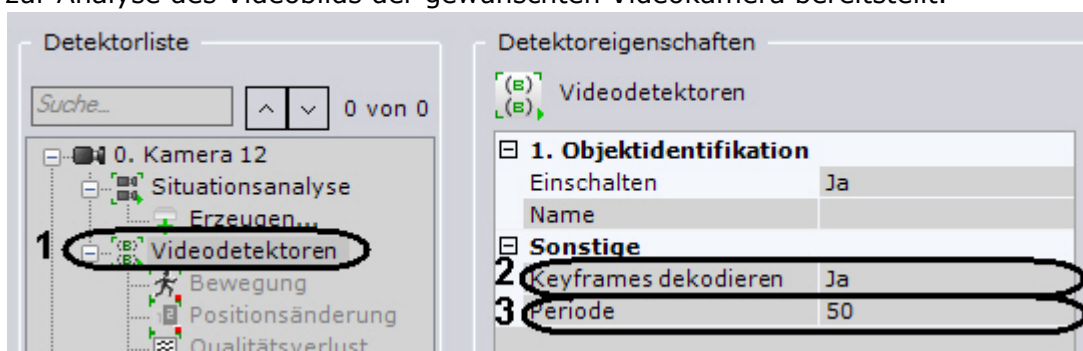 zur Analyse des Videobilds der gewünschten Videokamera bereitstellt.
Detektorliste
Suche...
0 von 0
0. Kamera 12
Situationsanalyse
Erzeugen...
1
Videodetektoren
Bewegung
Positionsänderung
Qualitätsverlust
Detektoreigenschaften
Videodetektoren
1. Objektidentifikation
Einschalten Ja
Name
Sonstige
2 Keyframes dekodieren Ja
3 Periode 50